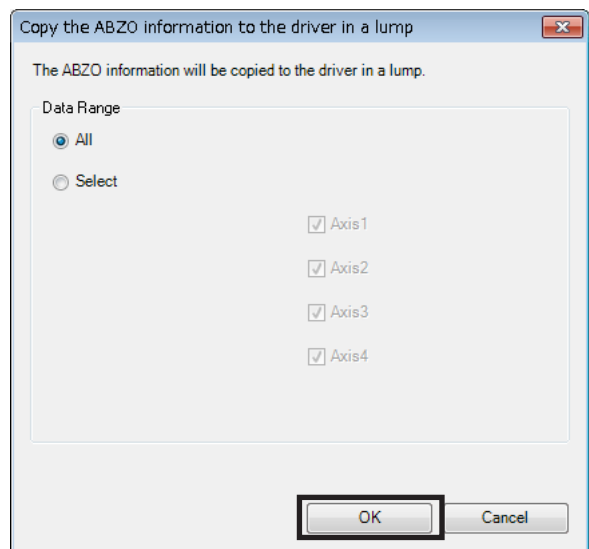 Copy the ABZO information to the driver in a lump
The ABZO information will be copied to the driver in a lump.
Data Range
All
Select
Axis1
Axis2
Axis3
Axis4
OK
Cancel